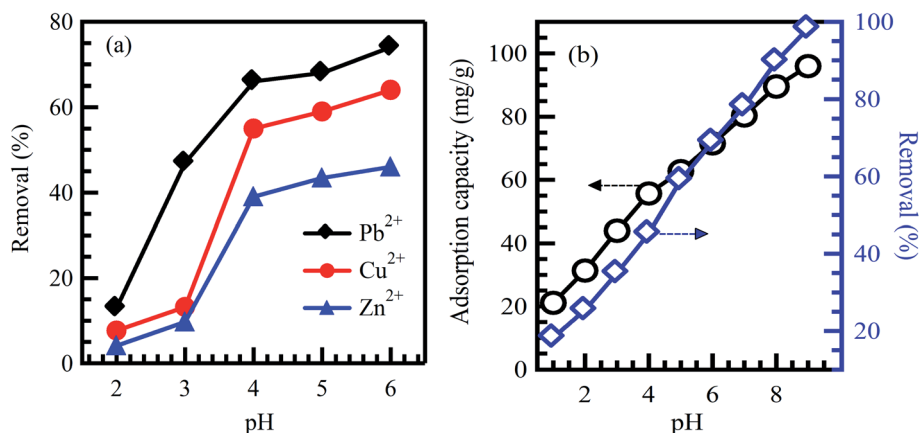 (a)
Removal (%)
80
60
40
20
0
Pb²⁺
Cu²⁺
Zn²⁺
2 3 4 5 6
pH
(b)
Adsorption capacity (mg/g)
100
80
60
40
20
0
2 4 6 8
pH
100
80
60
40
20
Removal (%)